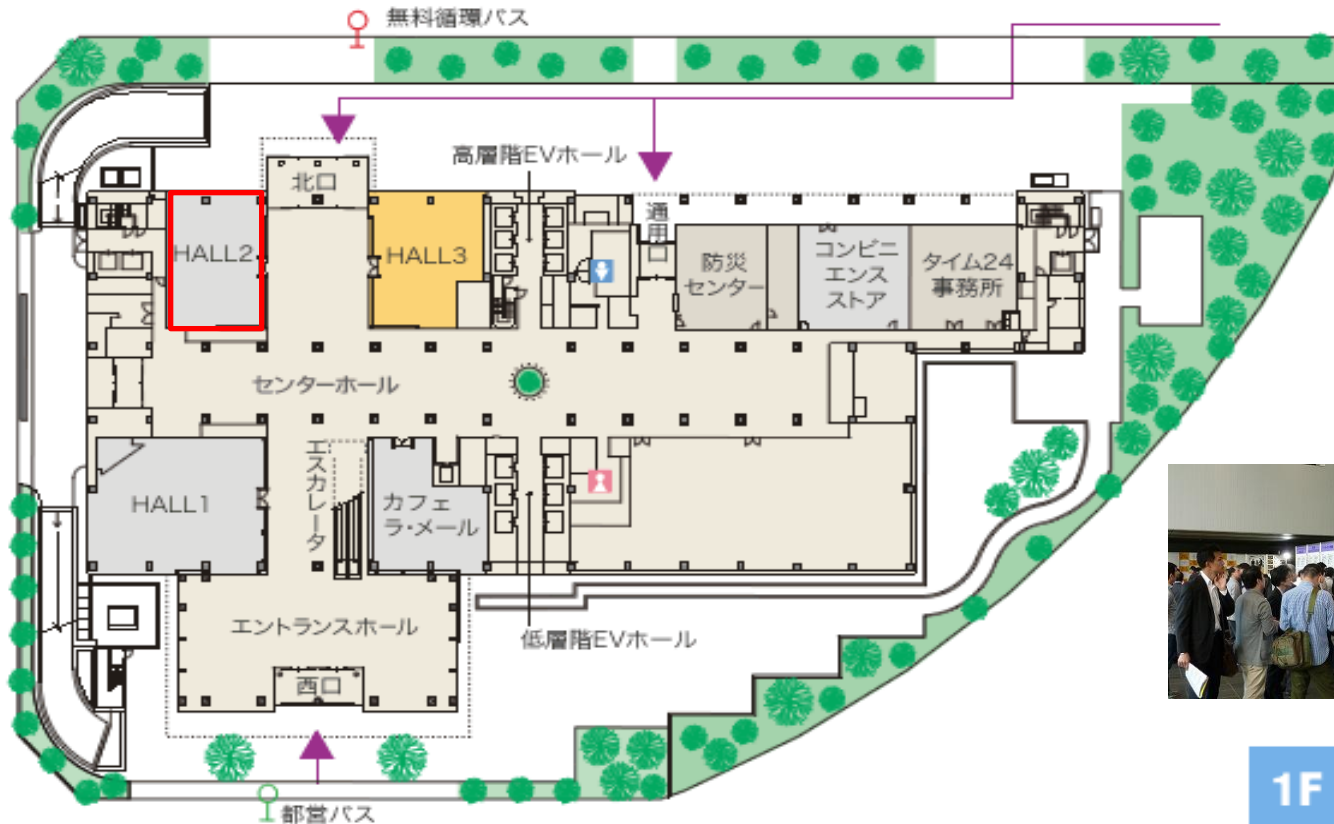 無料循環バス
高層階EVホール
北口
通用口
HALL2
HALL3
防災
センター
コンビニ
エンス
ストア
タイム24
事務所
センターホール
エスカレータ
HALL1
カフェ
ラ・メール
エントランスホール
低層階EVホール
西口
都営バス
1F